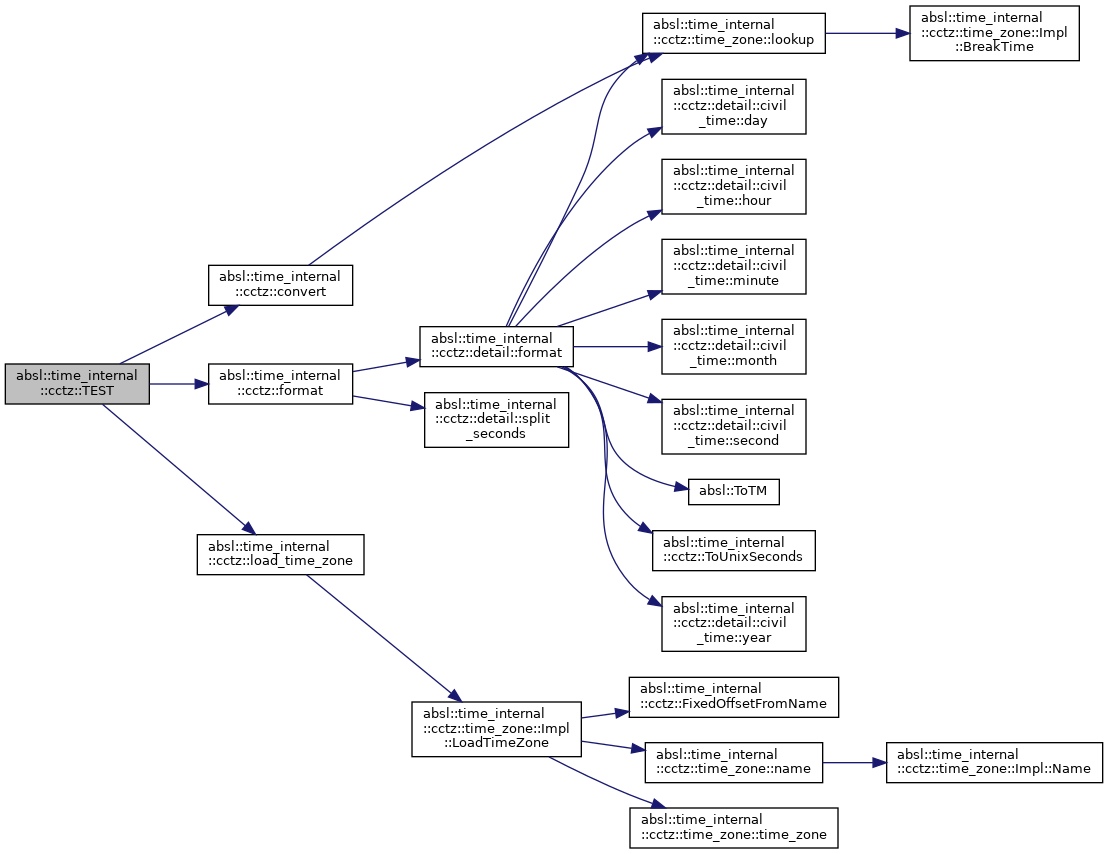 absl::time_internal
::cctz::TEST
absl::time_internal
::cctz::convert
absl::time_internal
::cctz::format
absl::time_internal
::cctz::load_time_zone
absl::time_internal
::cctz::detail::format
absl::time_internal
::cctz::detail::split
_seconds
absl::time_internal
::cctz::time_zone::Impl
::LoadTimeZone
absl::time_internal
::cctz::time_zone::lookup
absl::time_internal
::cctz::detail::civil
_time::day
absl::time_internal
::cctz::detail::civil
_time::hour
absl::time_internal
::cctz::detail::civil
_time::minute
absl::time_internal
::cctz::detail::civil
_time::month
absl::time_internal
::cctz::detail::civil
_time::second
absl::ToTM
absl::time_internal
::cctz::ToUnixSeconds
absl::time_internal
::cctz::detail::civil
_time::year
absl::time_internal
::cctz::FixedOffsetFromName
absl::time_internal
::cctz::time_zone::name
absl::time_internal
::cctz::time_zone::time_zone
absl::time_internal
::cctz::time_zone::Impl
::BreakTime
absl::time_internal
::cctz::time_zone::Impl::Name